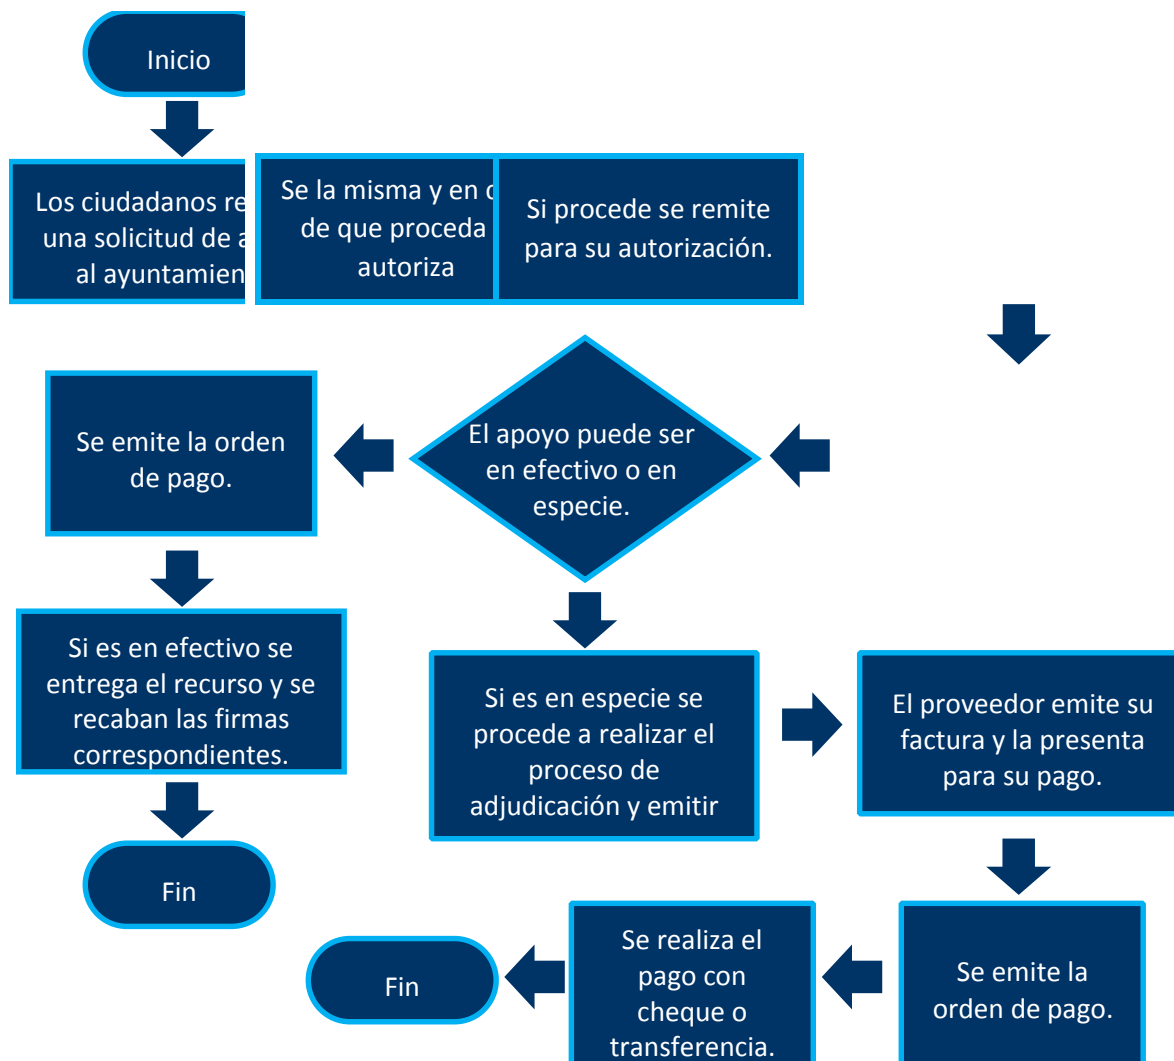 Inicio
Los ciudadanos re
una solicitud de a
al ayuntamien
Se la misma y en
de que proceda
autoriza
Si procede se remite
para su autorización.
El apoyo puede ser
en efectivo o en
especie.
Se emite la orden
de pago.
Si es en efectivo se
entrega el recurso y se
recaban las firmas
correspondientes.
Fin
Si es en especie se
procede a realizar el
proceso de
adjudicación y emitir
El proveedor emite su
factura y la presenta
para su pago.
Se emite la
orden de pago.
Se realiza el
pago con
cheque o
transferencia.
Fin